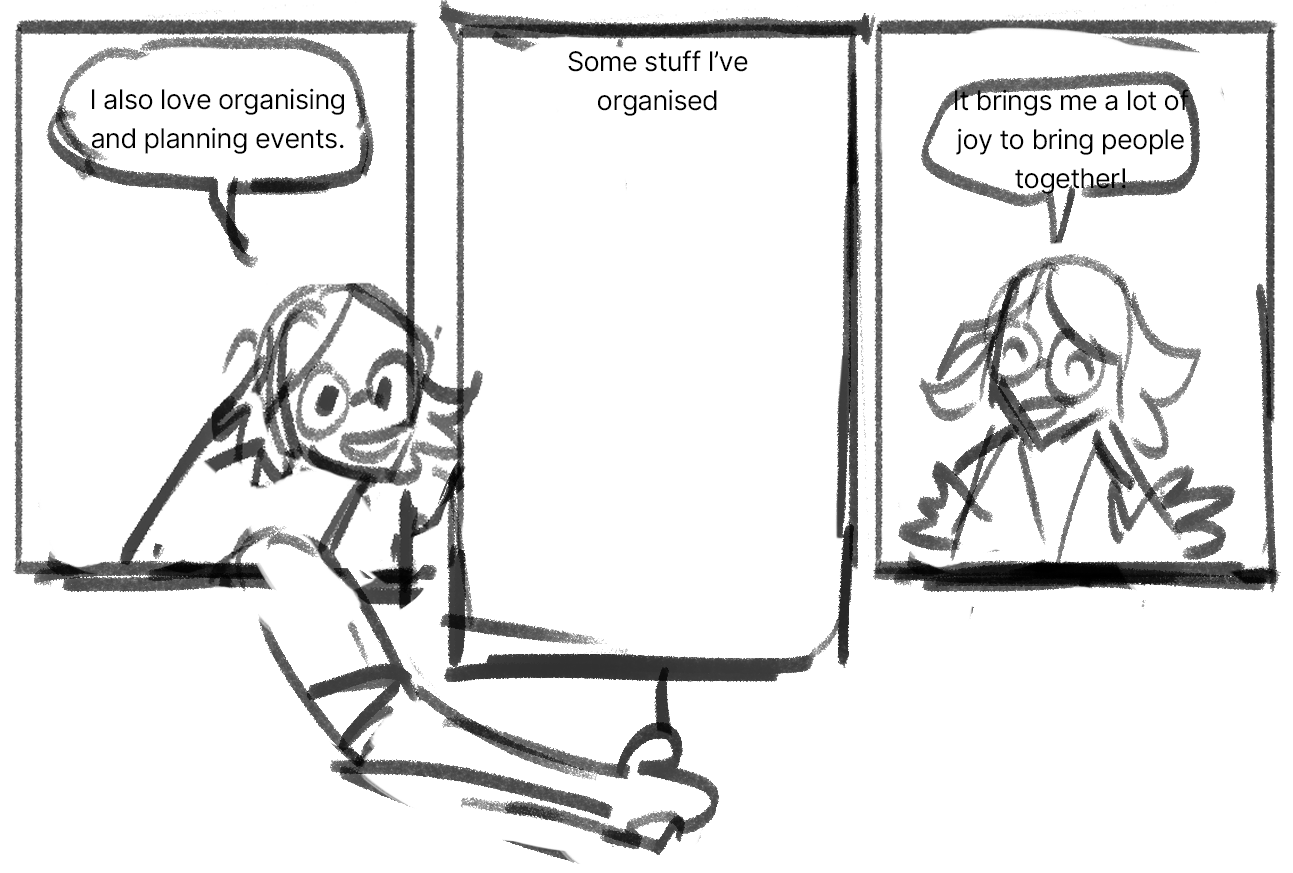 I also love organising
and planning events.
Some stuff I've
organised
It brings me a lot of
joy to bring people
together!